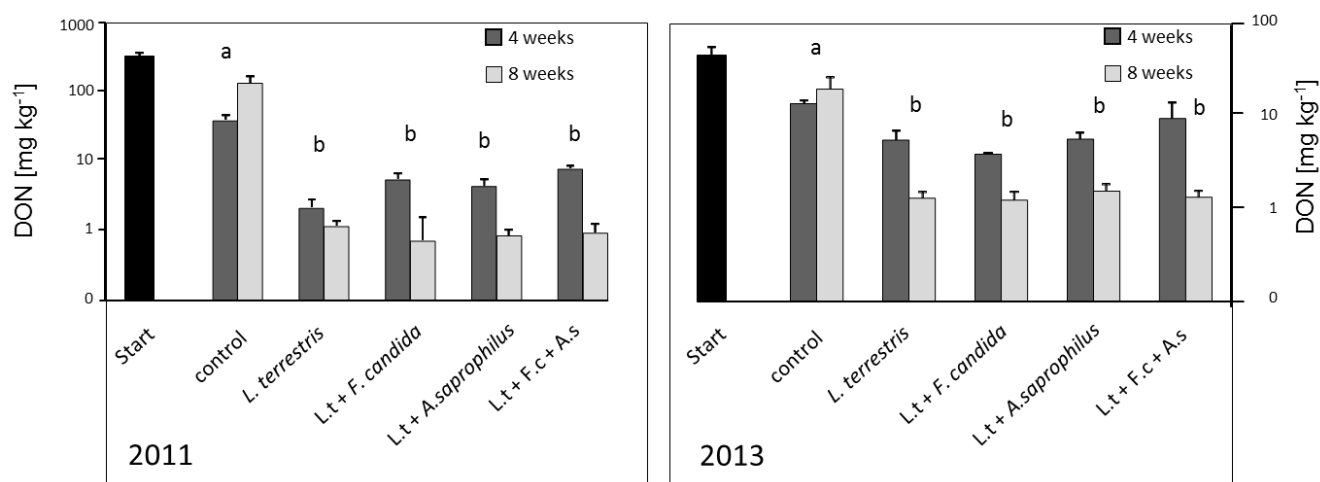 1000
100
10
1
0
DON [mg kg-1]
4 weeks
8 weeks
a
b
b
b
b
Start
control
L. terrestris
L.t + F. candida
L.t + A.saprophilus
L.t + F.c + A.s
2011
4 weeks
8 weeks
a
b
b
b
b
100
10
1
0
DON [mg kg-1]
Start
control
L. terrestris
L.t + F. candida
L.t + A.saprophilus
L.t + F.c + A.s
2013